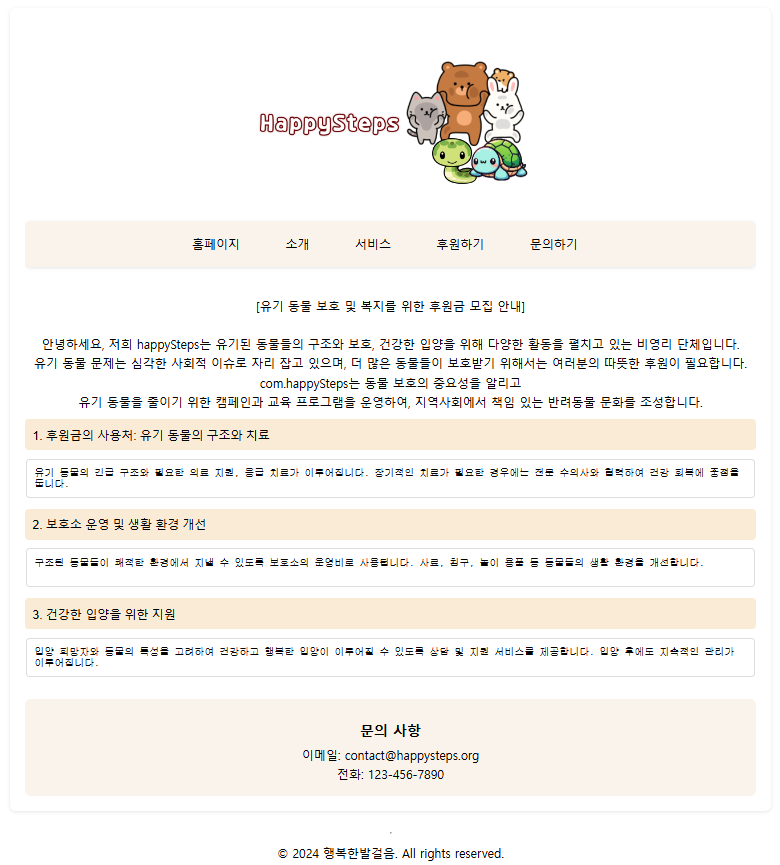 HappySteps
홈페이지 소개 서비스 후원하기 문의하기
[유기 동물 보호 및 복지를 위한 후원금 모집 안내]
안녕하세요, 저희 happySteps는 유기된 동물들의 구조와 보호, 건강한 입양을 위해 다양한 활동을 펼치고 있는 비영리 단체입니다.
유기 동물 문제는 심각한 사회적 이슈로 자리 잡고 있으며, 더 많은 동물들이 보호받기 위해서는 여러분의 따뜻한 후원이 필요합니다.
com.happySteps는 동물 보호의 중요성을 알리고
유기 동물을 줄이기 위한 캠페인과 교육 프로그램을 운영하여, 지역사회에서 책임 있는 반려동물 문화를 조성합니다.
1. 후원금의 사용처: 유기 동물의 구조와 치료
유기 동물의 긴급 구조와 필요한 의료 지원, 응급 치료가 이루어집니다. 장기적인 치료가 필요한 경우에는 전문 수의사와 협력하여 건강 회복에 중점을
둡니다.
2. 보호소 운영 및 생활 환경 개선
구조된 동물들이 쾌적한 환경에서 지낼 수 있도록 보호소의 운영비로 사용됩니다. 사료, 침구, 놀이 용품 등 동물들의 생활 환경을 개선합니다.
3. 건강한 입양을 위한 지원
입양 희망자와 동물의 특성을 고려하여 건강하고 행복한 입양이 이루어질 수 있도록 상담 및 지원 서비스를 제공합니다. 입양 후에도 지속적인 관리가
이루어집니다.
문의 사항
이메일: contact@happysteps.org
전화: 123-456-7890
.
© 2024 행복한발걸음. All rights reserved.